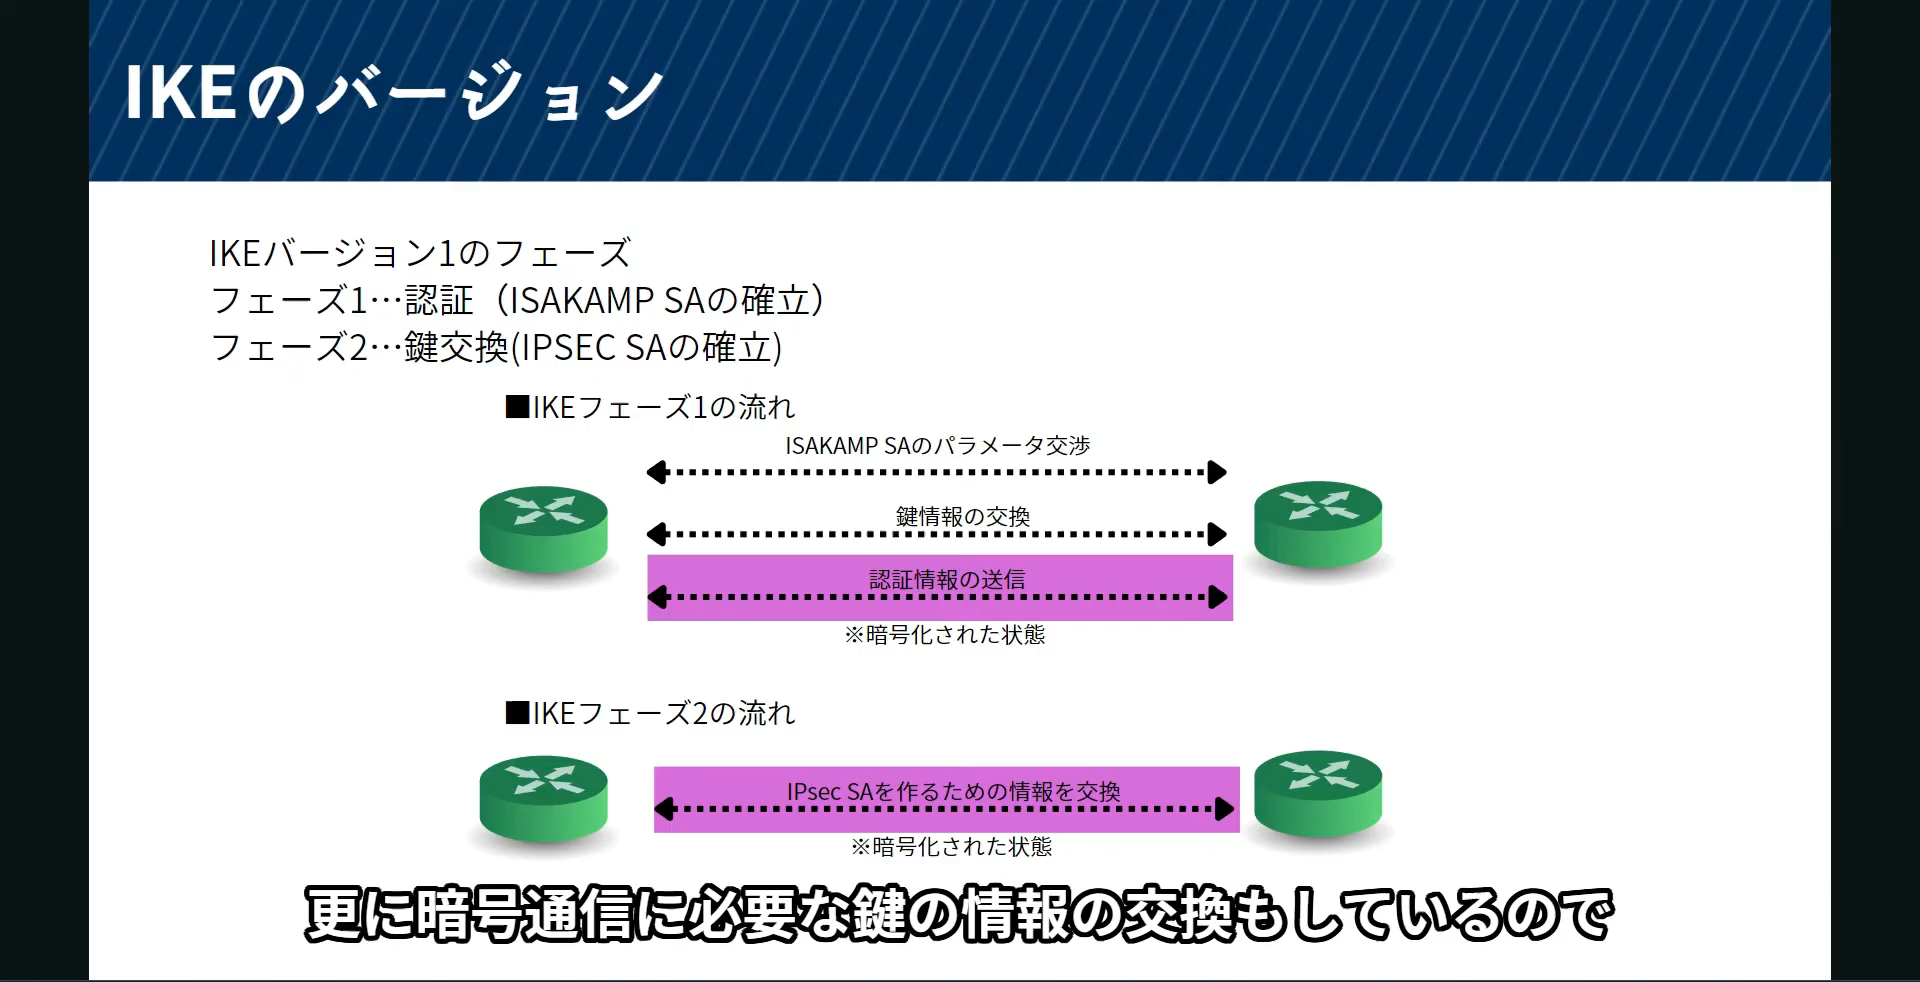 IKEのバージョン
IKEバージョン1のフェーズ
フェーズ1…認証（ISAKAMP SAの確立）
フェーズ2…鍵交換(IPSEC SAの確立)
■IKEフェーズ1の流れ
ISAKAMP SAのパラメータ交渉
鍵情報の交換
認証情報の送信
※暗号化された状態
■IKEフェーズ2の流れ
IPsec SAを作るための情報を交換
※暗号化された状態
更に暗号通信に必要な鍵の情報の交換もしているので